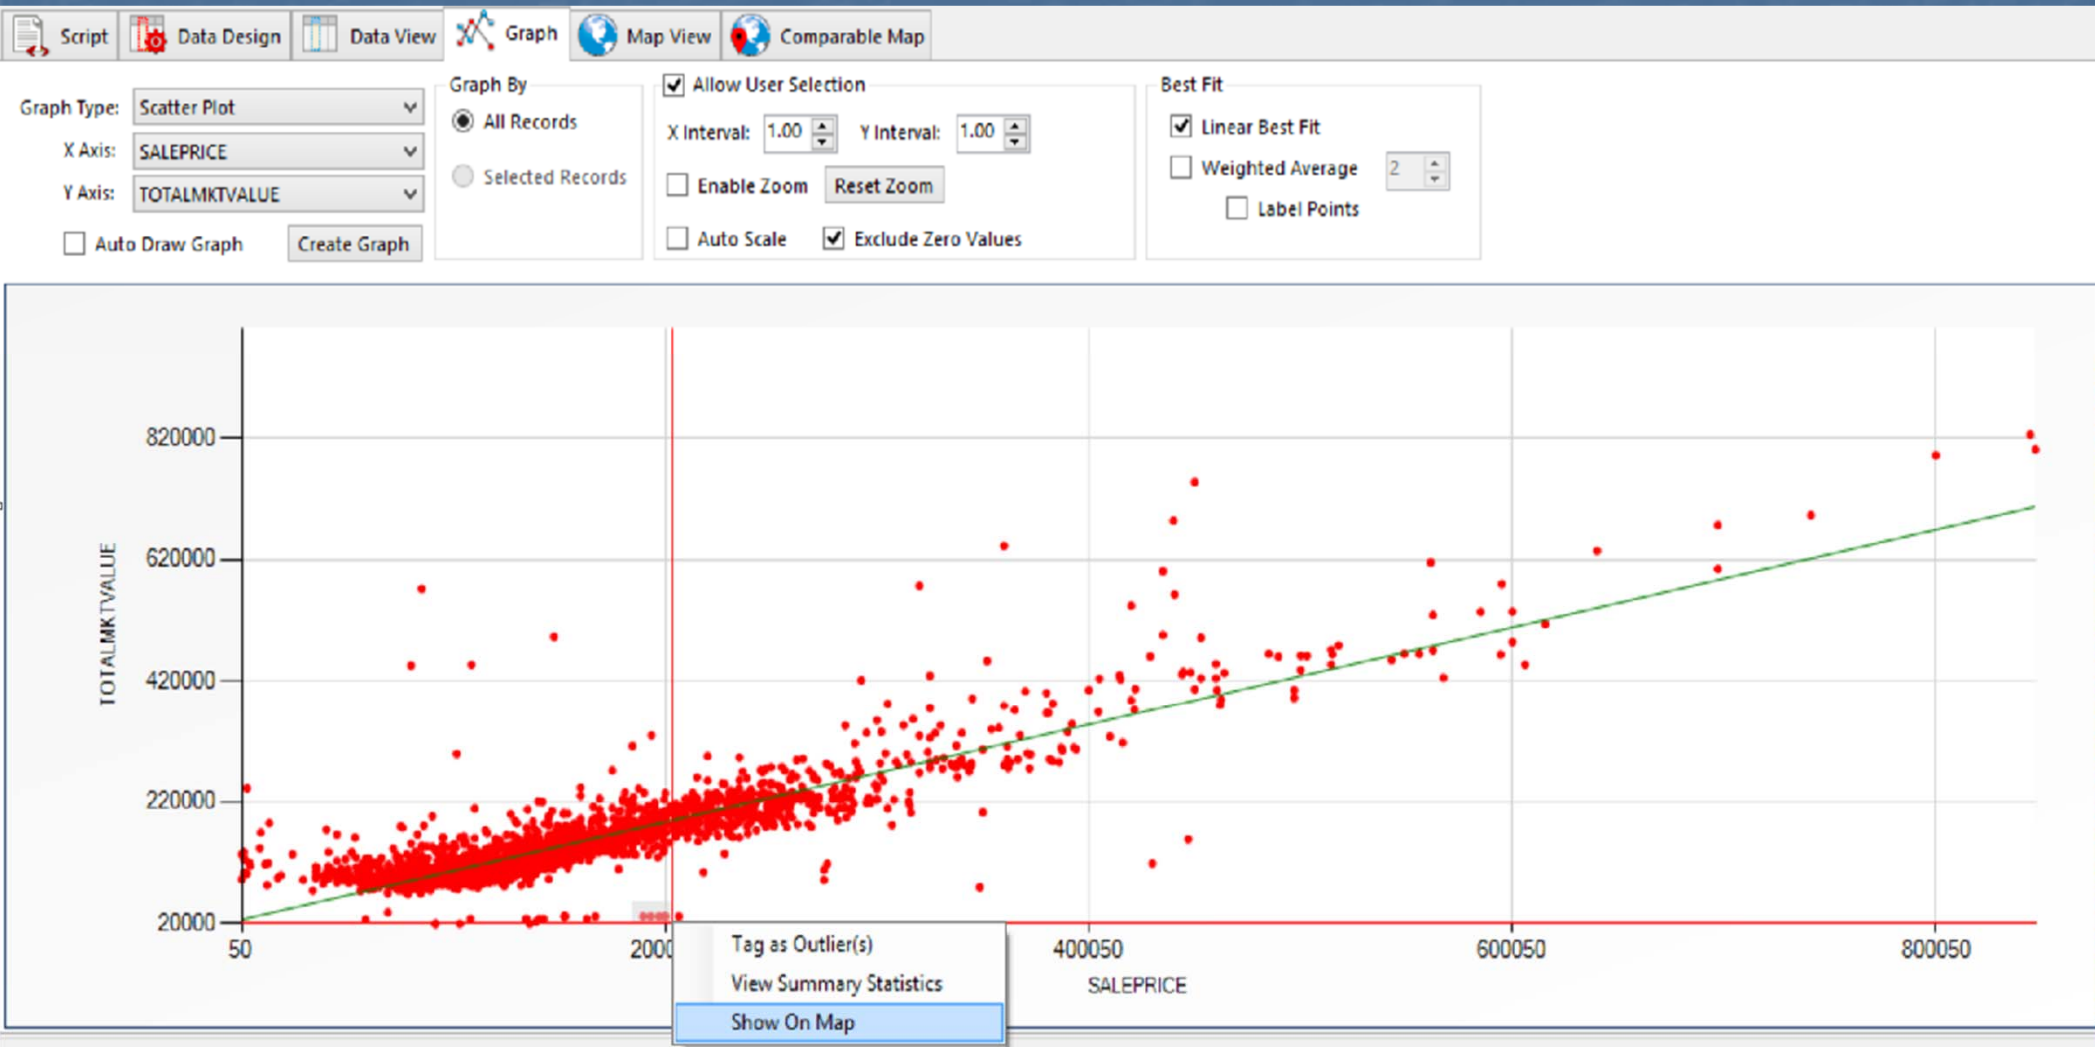 Script
Data Design
Data View
Graph
Map View
Comparable Map
Graph Type: Scatter Plot
X Axis: SALEPRICE
Y Axis: TOTALMKTVALUE
Auto Draw Graph
Create Graph
Graph By
All Records
Selected Records
Allow User Selection
X Interval: 1.00 Y Interval: 1.00
Enable Zoom
Reset Zoom
Auto Scale
Exclude Zero Values
Best Fit
Linear Best Fit
Weighted Average 2
Label Points
TOTALMKTVALUE
820000
620000
420000
220000
20000
50
2000
400050
600050
800050
SALEPRICE
Tag as Outlier(s)
View Summary Statistics
Show On Map